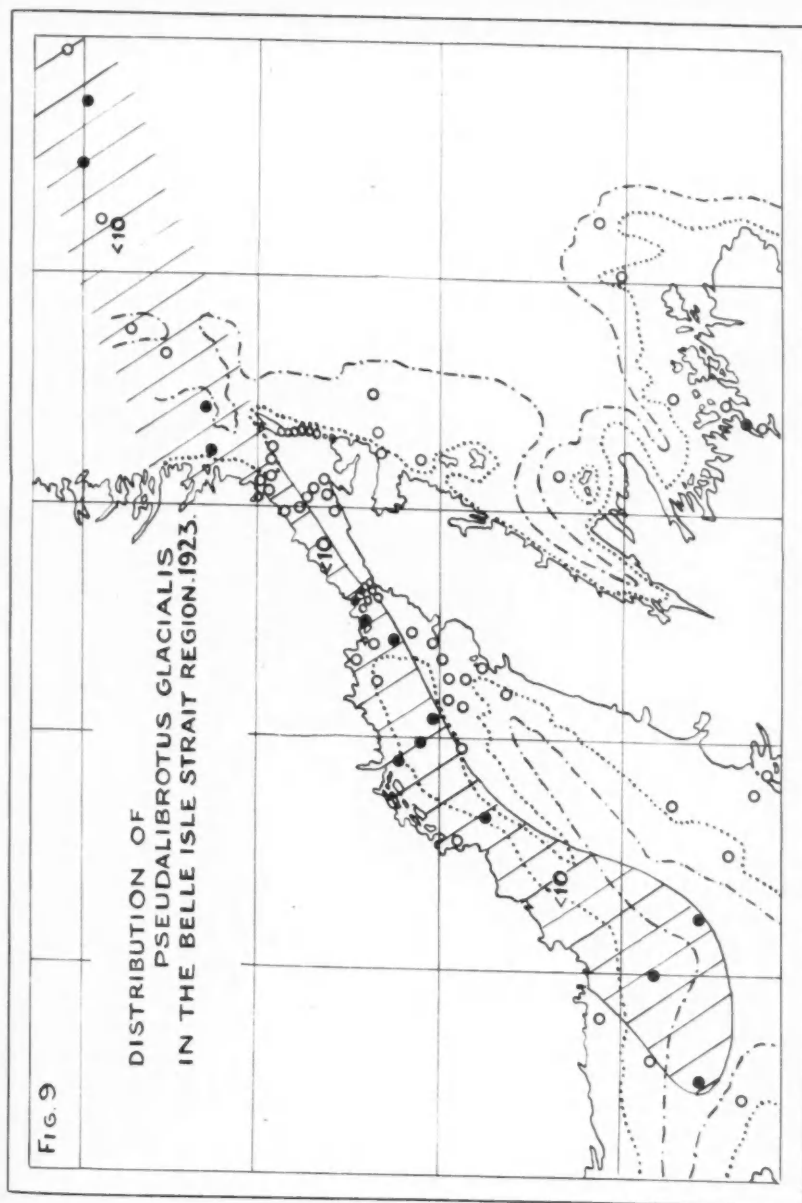 FIG. 9
DISTRIBUTION OF
PSEUDALIBROTUS GLACIALIS
IN THE BELLE ISLE STRAIT REGION.1923.
<10
<10
<10